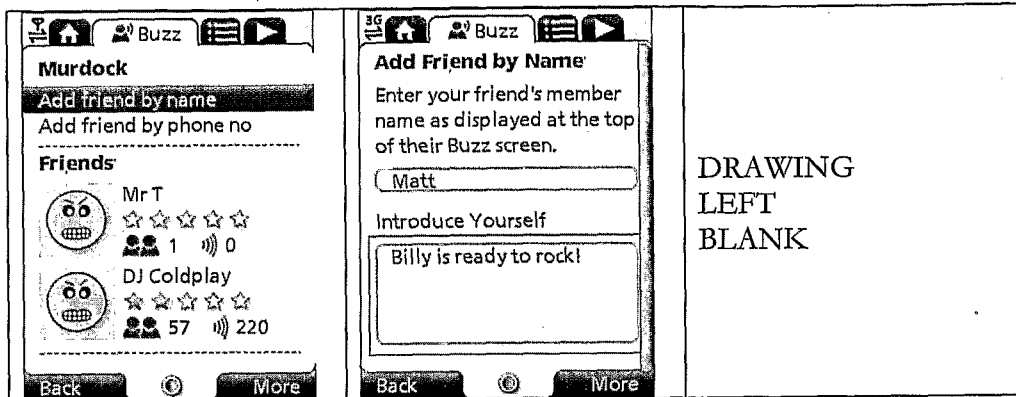 Buzz
Murdock
Add friend by name
Add friend by phone no
Friends
Mr T
1 0
DJ Coldplay
57 220
Back More
3G
Buzz
Add Friend by Name
Enter your friend's member
name as displayed at the top
of their Buzz screen.
Matt
Introduce Yourself
Billy is ready to rock!
Back More
DRAWING
LEFT
BLANK